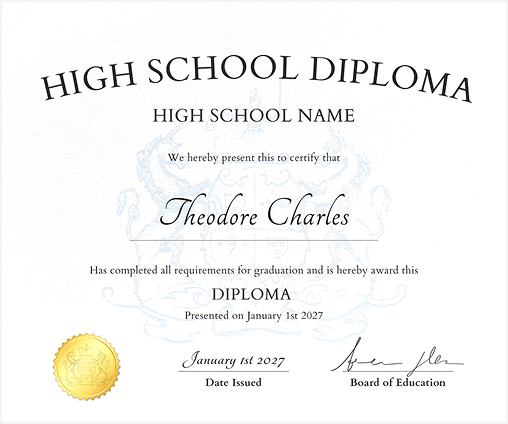 HIGH SCHOOL DIPLOMA
HIGH SCHOOL NAME
We hereby present this to certify that
Theodore Charles
Has completed all requirements for graduation and is hereby award this
DIPLOMA
Presented on January 1st 2027
January 1st 2027
Date Issued
Board of Education